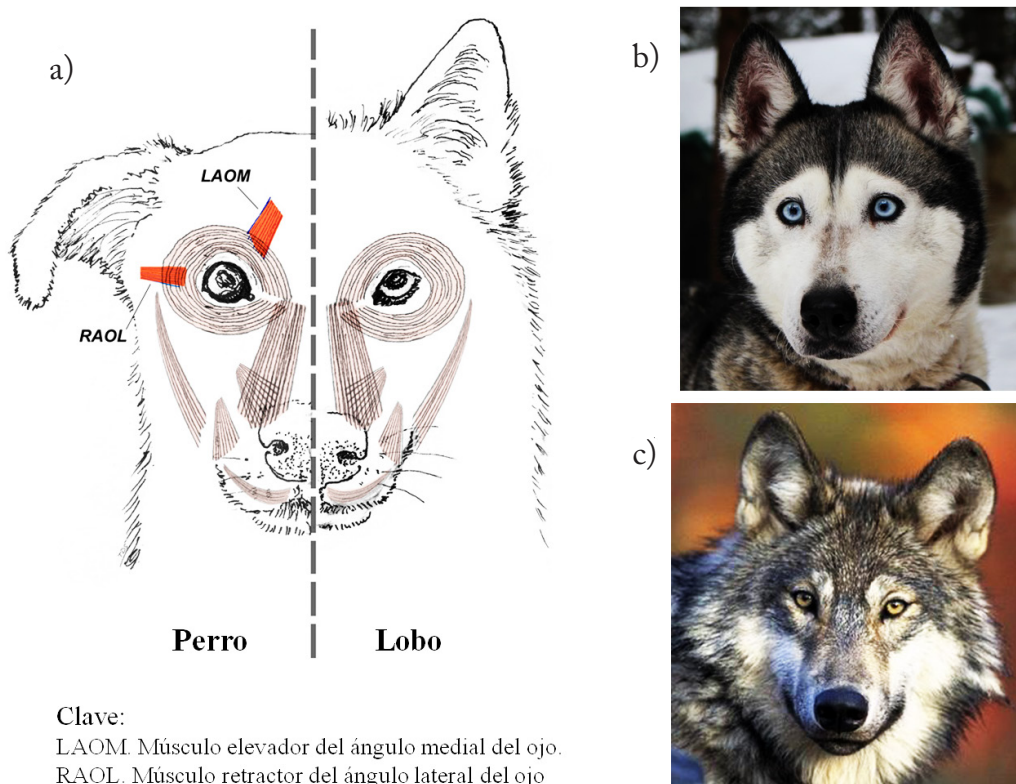 a)
b)
LAOM
RAOL
c)
Perro
Lobo
Clave:
LAOM. Músculo elevador del ángulo medial del ojo.
RAOL. Músculo retractor del ángulo lateral del ojo